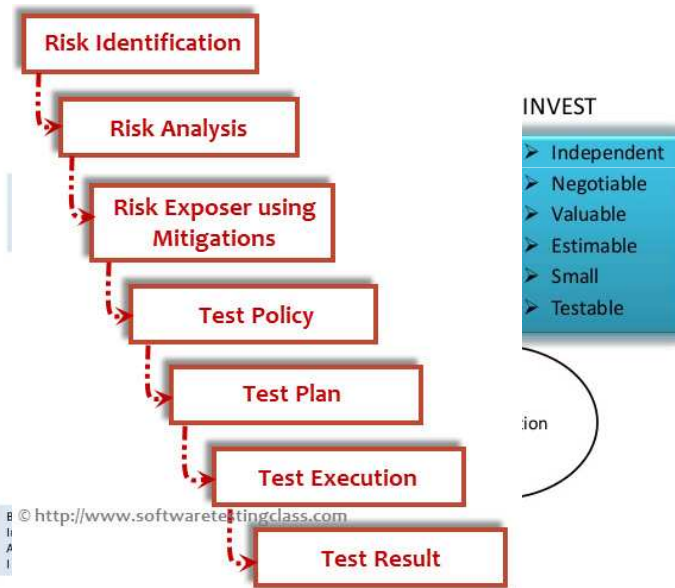 Risk Identification
Risk Analysis
Risk Exposer using
Mitigations
Test Policy
Test Plan
Test Execution
Test Result
© http://www.softwaretestingclass.com
INVEST
➢ Independent
➢ Negotiable
➢ Valuable
➢ Estimable
➢ Small
➢ Testable